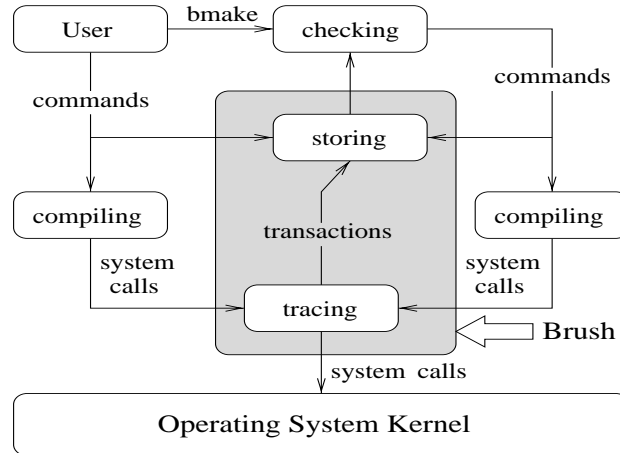 User
bmake
checking
commands
commands
storing
compiling
compiling
transactions
system
calls
system
calls
tracing
Brush
system calls
Operating System Kernel